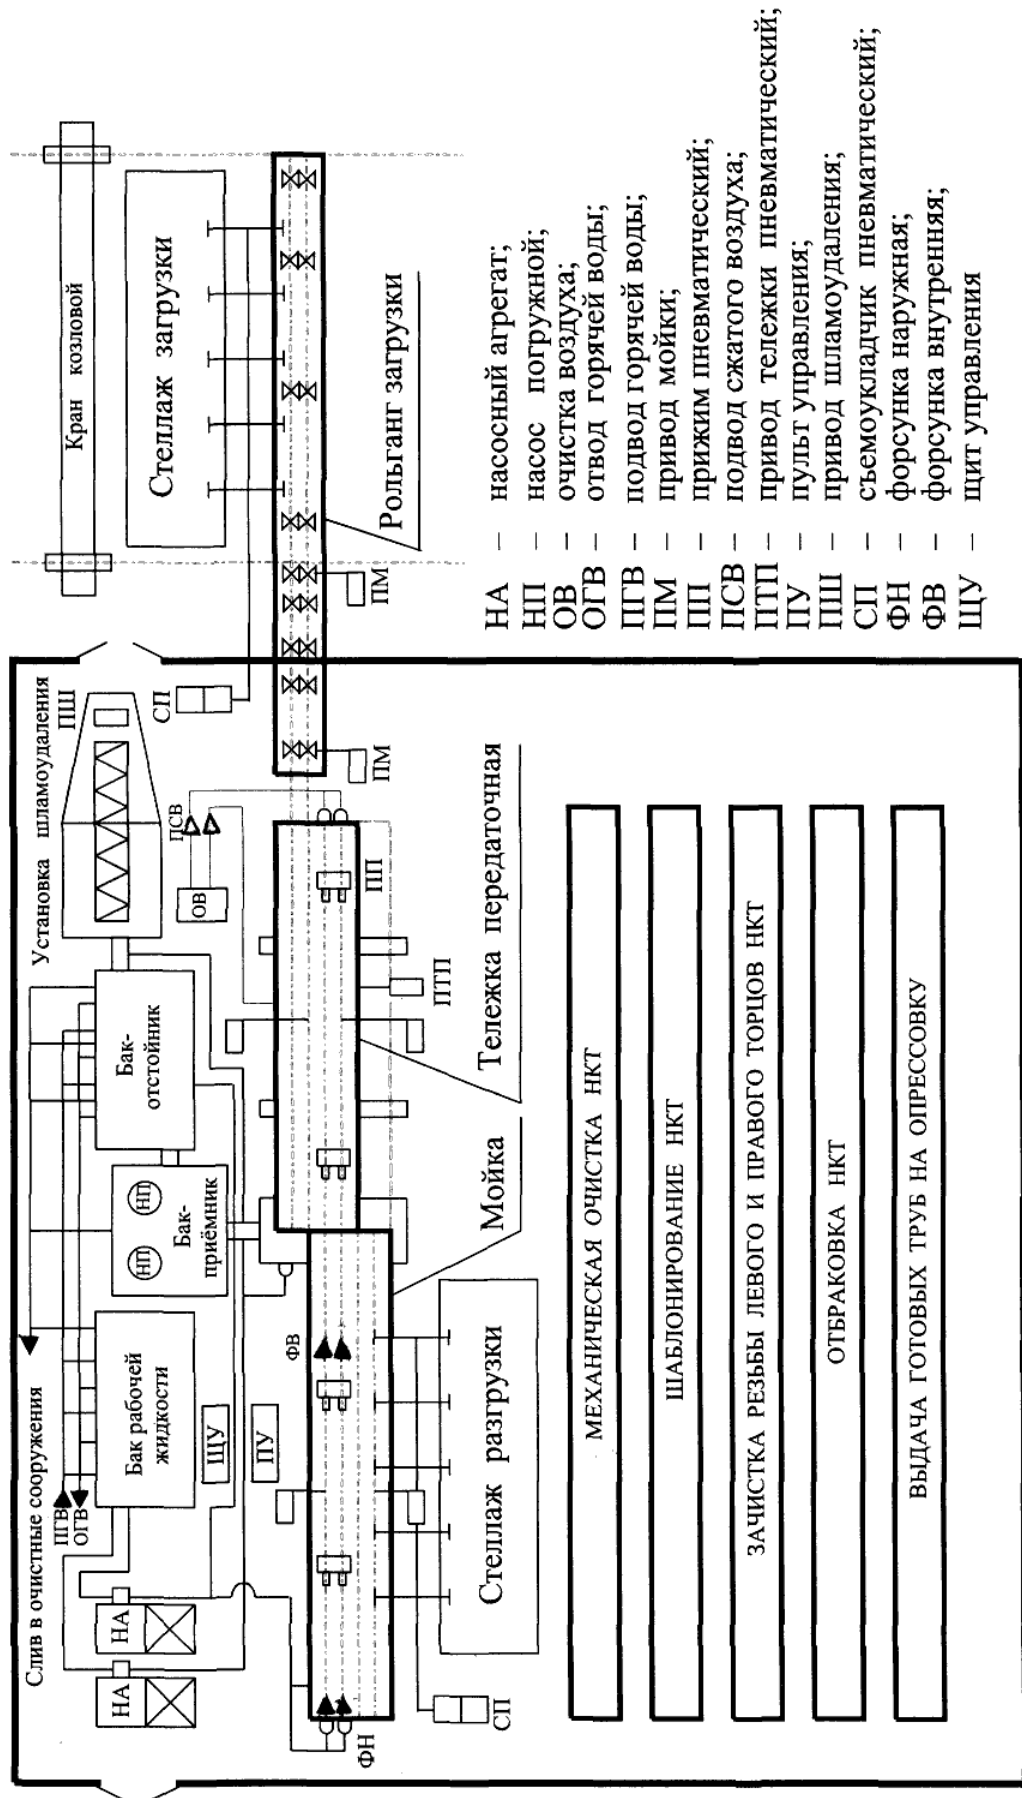 Слив в очистные сооружения
ПГВ
ОГВ
НА
НА
Бак рабочей
жидкости
ЩУ
ПУ
НП
НП
Бак-
приёмник
Бак-
отстойник
Установка шламоудаления
ПШ
ПСВ
ОВ
СП
ПМ
ПМ
Кран козловой
Стеллаж загрузки
Рольганг загрузки
ФН
ФВ
СП
Стеллаж разгрузки
Мойка
Тележка передаточная
ПТП
ПП
МЕХАНИЧЕСКАЯ ОЧИСТКА НКТ
ШАБЛОНИРОВАНИЕ НКТ
ЗАЧИСТКА РЕЗЬБЫ ЛЕВОГО И ПРАВОГО ТОРЦОВ НКТ
ОТБРАКОВКА НКТ
ВЫДАЧА ГОТОВЫХ ТРУБ НА ОПРЕССОВКУ
НА – насосный агрегат;
НП – насос погружной;
ОВ – очистка воздуха;
ОГВ – отвод горячей воды;
ПГВ – подвод горячей воды;
ПМ – привод мойки;
ПП – прижим пневматический;
ПСВ – подвод сжатого воздуха;
ПТП – привод тележки пневматический;
ПУ – пульт управления;
ПШ – привод шламоудаления;
СП – съемоукладчик пневматический;
ФН – форсунка наружная;
ФВ – форсунка внутренняя;
ЩУ – щит управления